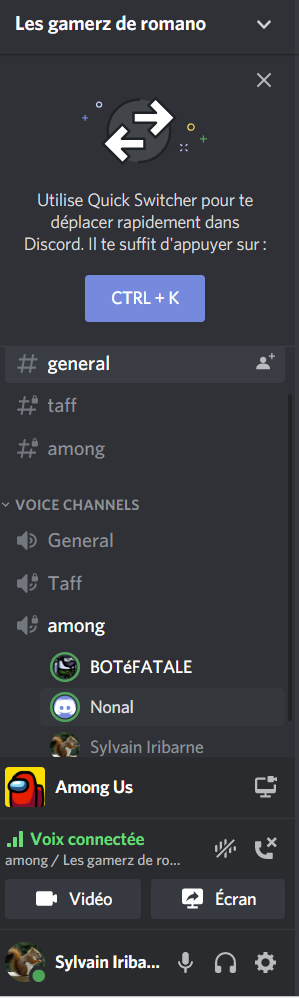 Les gamerz de romano
Utilise Quick Switcher pour te
déplacer rapidement dans
Discord. Il te suffit d'appuyer sur :
CTRL + K
general
taff
among
VOICE CHANNELS
General
Taff
among
BOTéFATALE
Nonal
Sylvain Iribarne
Among Us
Voix connectée
among / Les gamerz de ro...
Vidéo
Écran
Sylvain Iriba...